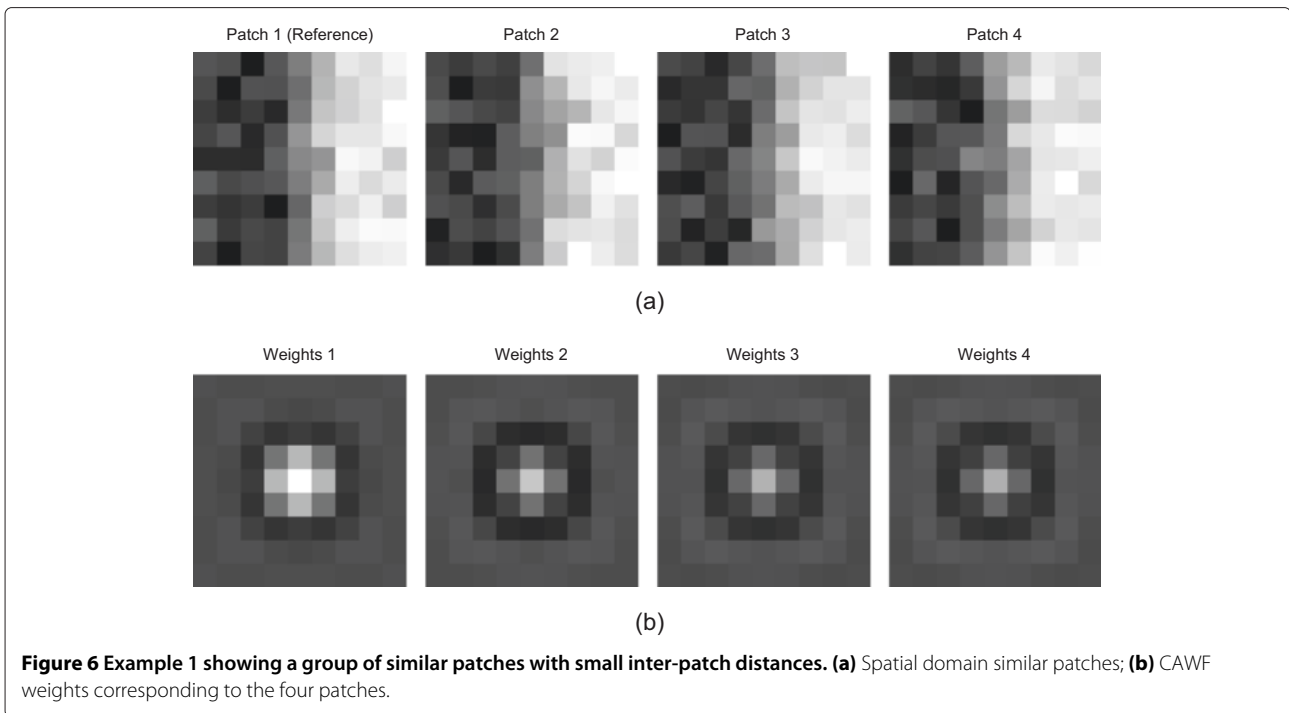 Patch 1 (Reference) Patch 2 Patch 3 Patch 4
(a)
Weights 1 Weights 2 Weights 3 Weights 4
(b)
Figure 6 Example 1 showing a group of similar patches with small inter-patch distances. (a) Spatial domain similar patches; (b) CAWF
weights corresponding to the four patches.